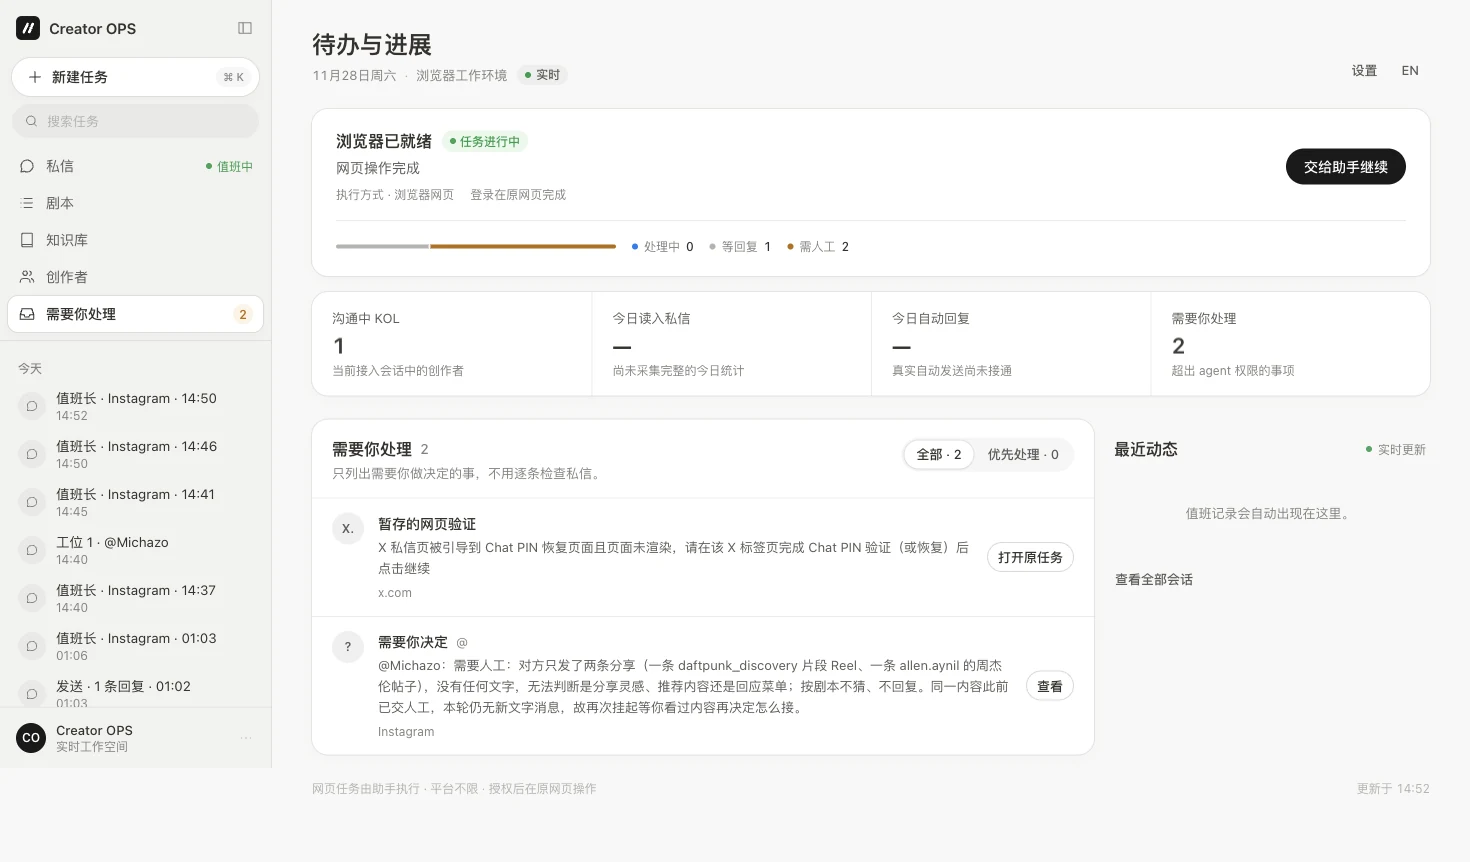 Creator OPS
新建任务 ⌘ K
搜索任务
私信 值班中
剧本
知识库
创作者
需要你处理 2
今天
值班长 · Instagram · 14:50
14:52
值班长 · Instagram · 14:46
14:50
值班长 · Instagram · 14:41
14:45
工位 1 · @Michazo
14:40
值班长 · Instagram · 14:37
14:40
值班长 · Instagram · 01:03
01:06
发送 · 1 条回复 · 01:02
01:03
CO Creator OPS
实时工作空间
待办与进展
11月28日周六 · 浏览器工作环境 实时
设置 EN
浏览器已就绪 任务进行中
网页操作完成
执行方式 · 浏览器网页 登录在原网页完成
交给助手继续
处理中 0 等回复 1 需人工 2
沟通中 KOL
1
当前接入会话中的创作者
今日读入私信
—
尚未采集完整的今日统计
今日自动回复
—
真实自动发送尚未接通
需要你处理
2
超出 agent 权限的事项
需要你处理 2
只列出需要你做决定的事，不用逐条检查私信。
全部 · 2 优先处理 · 0
X. 暂存的网页验证
X 私信页被引导到 Chat PIN 恢复页面且页面未渲染，请在该 X 标签页完成 Chat PIN 验证（或恢复）后
点击继续
x.com
打开原任务
? 需要你决定 @
@Michazo：需要人工：对方只发了两条分享（一条 daftpunk_discovery 片段 Reel、一条 allen.aynil 的周杰
伦帖子），没有任何文字，无法判断是分享灵感、推荐内容还是回应菜单；按剧本不猜、不回复。同一内容此前
已交人工，本轮仍无新文字消息，故再次挂起等你看过内容再决定怎么接。
Instagram
查看
最近动态 实时更新
值班记录会自动出现在这里。
查看全部会话
网页任务由助手执行 · 平台不限 · 授权后在原网页操作
更新于 14:52